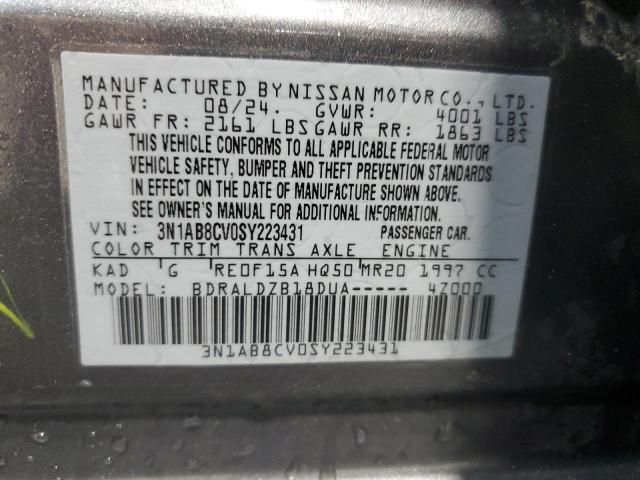 MANUFACTURED BY NISSAN MOTOR CO., LTD.
DATE: 08/24. GVWR: 4001 LBS
GAWR FR: 2161 LBS GAWR RR: 1863 LBS
THIS VEHICLE CONFORMS TO ALL APPLICABLE FEDERAL MOTOR
VEHICLE SAFETY, BUMPER AND THEFT PREVENTION STANDARDS
IN EFFECT ON THE DATE OF MANUFACTURE SHOWN ABOVE.
SEE OWNER'S MANUAL FOR ADDITIONAL INFORMATION.
VIN: 3N1AB8CV0SY223431 PASSENGER CAR.
COLOR TRIM TRANS AXLE ENGINE
KAD G RE0F15A HQ50 MR20 1997 CC
MODEL: BDRALDZB18DUA----- 4Z000
3N1AB8CV0SY223431